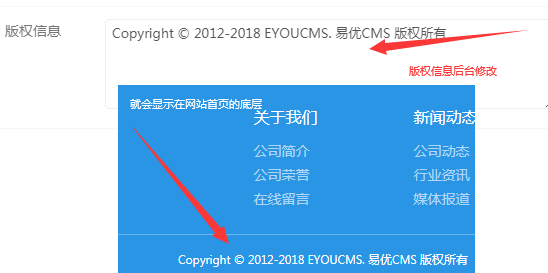 版权信息
Copyright © 2012-2018 EYOUCMS. 易优CMS 版权所有
版权信息后台修改
就会显示在网站首页的底层
关于我们 新闻动态
公司简介 公司动态
公司荣誉 行业资讯
在线留言 媒体报道
Copyright © 2012-2018 EYOUCMS. 易优CMS 版权所有